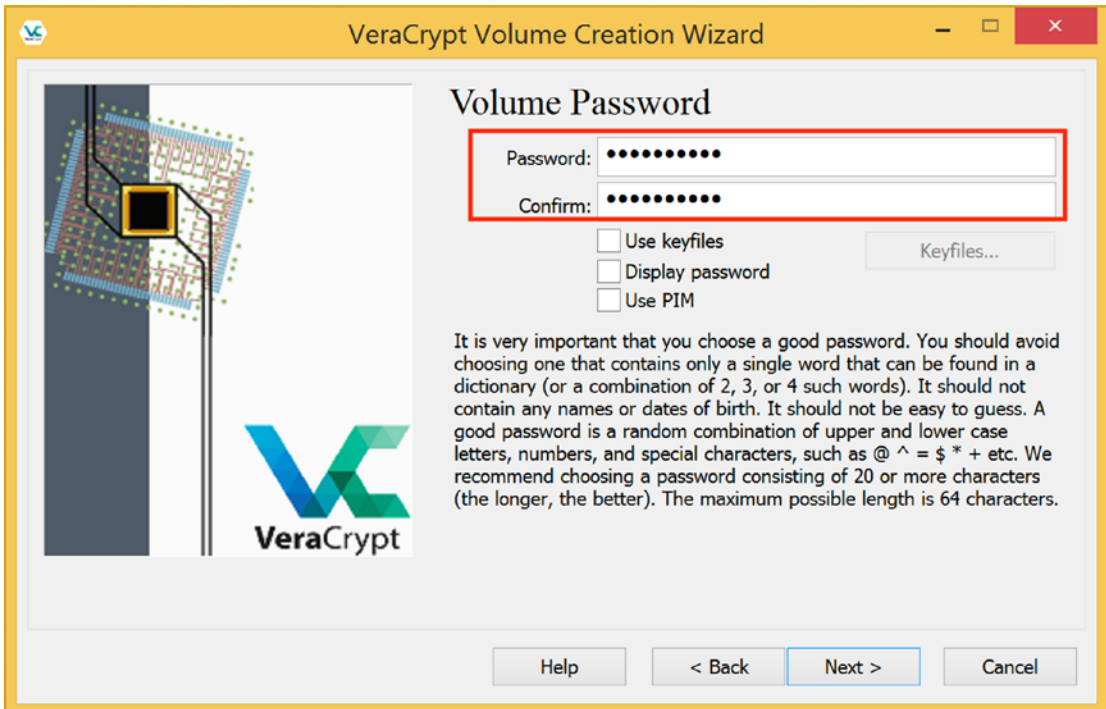 VeraCrypt Volume Creation Wizard
Volume Password
Password: ●●●●●●●●●●
Confirm: ●●●●●●●●●●
Use keyfiles
Keyfiles...
Display password
Use PIM
It is very important that you choose a good password. You should avoid
choosing one that contains only a single word that can be found in a
dictionary (or a combination of 2, 3, or 4 such words). It should not
contain any names or dates of birth. It should not be easy to guess. A
good password is a random combination of upper and lower case
letters, numbers, and special characters, such as @ ^ = $ * + etc. We
recommend choosing a password consisting of 20 or more characters
(the longer, the better). The maximum possible length is 64 characters.
VeraCrypt
Help < Back Next > Cancel